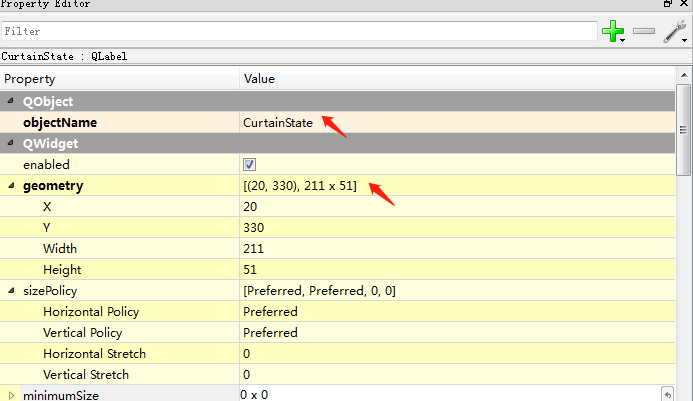 Property Editor
Filter
CurtainState : QLabel
Property Value
QObject
objectName CurtainState
QWidget
enabled
geometry [(20, 330), 211 x 51]
X 20
Y 330
Width 211
Height 51
sizePolicy [Preferred, Preferred, 0, 0]
Horizontal Policy Preferred
Vertical Policy Preferred
Horizontal Stretch 0
Vertical Stretch 0
minimumSize 0 x 0